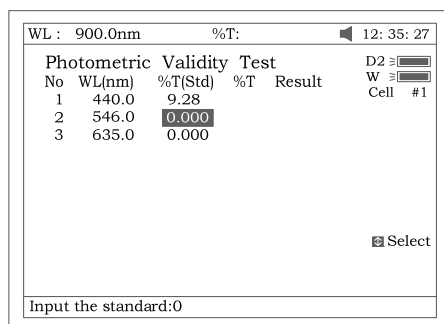 WL : 900.0nm %T: 12: 35: 27
Photometric Validity Test
D2
No WL(nm) %T(Std) %T Result
W
1 440.0 9.28
Cell #1
2 546.0 0.000
3 635.0 0.000
Select
Input the standard:0